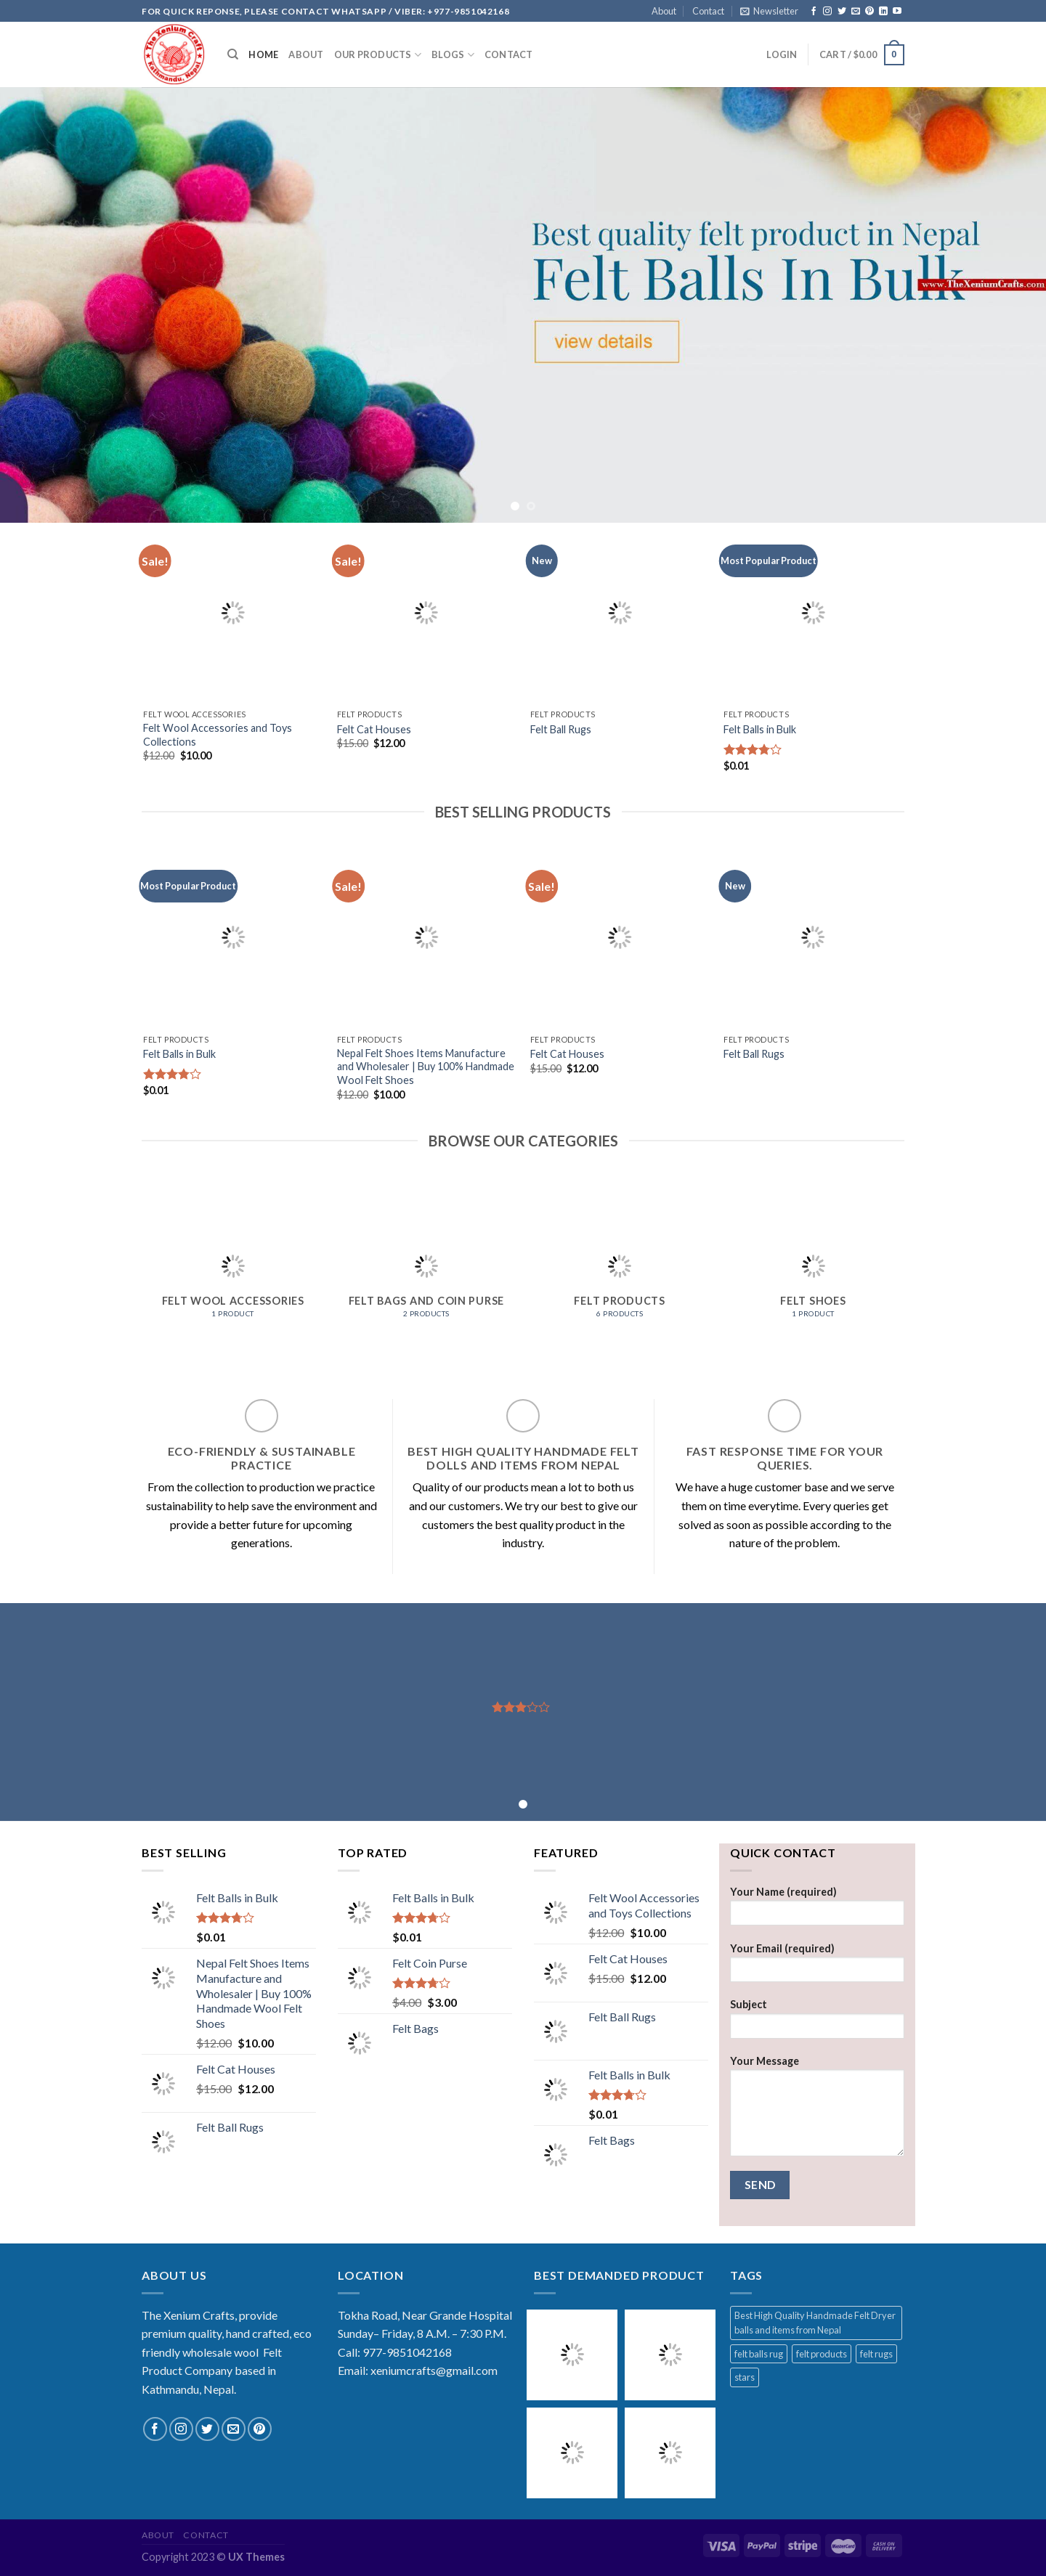 FOR QUICK REPONSE, PLEASE CONTACT WHATSAPP / VIBER: +977-9851042168
About
Contact
Newsletter
The Xenium Craft
Kathmandu, Nepal
HOME
ABOUT
OUR PRODUCTS
BLOGS
CONTACT
LOGIN
CART / $0.00
0
Best quality felt product in Nepal
Felt Balls In Bulk
www.TheXeniumCrafts.com
view details
Sale!
Sale!
New
Most Popular Product
FELT WOOL ACCESSORIES
Felt Wool Accessories and Toys
Collections
$12.00 $10.00
FELT PRODUCTS
Felt Cat Houses
$15.00 $12.00
FELT PRODUCTS
Felt Ball Rugs
FELT PRODUCTS
Felt Balls in Bulk
$0.01
BEST SELLING PRODUCTS
Most Popular Product
Sale!
Sale!
New
FELT PRODUCTS
Felt Balls in Bulk
$0.01
FELT PRODUCTS
Nepal Felt Shoes Items Manufacture
and Wholesaler | Buy 100% Handmade
Wool Felt Shoes
$12.00 $10.00
FELT PRODUCTS
Felt Cat Houses
$15.00 $12.00
FELT PRODUCTS
Felt Ball Rugs
BROWSE OUR CATEGORIES
FELT WOOL ACCESSORIES
1 PRODUCT
FELT BAGS AND COIN PURSE
2 PRODUCTS
FELT PRODUCTS
6 PRODUCTS
FELT SHOES
1 PRODUCT
ECO-FRIENDLY & SUSTAINABLE
PRACTICE
From the collection to production we practice
sustainability to help save the environment and
provide a better future for upcoming
generations.
BEST HIGH QUALITY HANDMADE FELT
DOLLS AND ITEMS FROM NEPAL
Quality of our products mean a lot to both us
and our customers. We try our best to give our
customers the best quality product in the
industry.
FAST RESPONSE TIME FOR YOUR
QUERIES.
We have a huge customer base and we serve
them on time everytime. Every queries get
solved as soon as possible according to the
nature of the problem.
BEST SELLING
Felt Balls in Bulk
$0.01
Nepal Felt Shoes Items
Manufacture and
Wholesaler | Buy 100%
Handmade Wool Felt
Shoes
$12.00 $10.00
Felt Cat Houses
$15.00 $12.00
Felt Ball Rugs
TOP RATED
Felt Balls in Bulk
$0.01
Felt Coin Purse
$4.00 $3.00
Felt Bags
FEATURED
Felt Wool Accessories
and Toys Collections
$12.00 $10.00
Felt Cat Houses
$15.00 $12.00
Felt Ball Rugs
Felt Balls in Bulk
$0.01
Felt Bags
QUICK CONTACT
Your Name (required)
Your Email (required)
Subject
Your Message
SEND
ABOUT US
The Xenium Crafts, provide
premium quality, hand crafted, eco
friendly wholesale wool Felt
Product Company based in
Kathmandu, Nepal.
LOCATION
Tokha Road, Near Grande Hospital
Sunday– Friday, 8 A.M. – 7:30 P.M.
Call: 977-9851042168
Email: xeniumcrafts@gmail.com
BEST DEMANDED PRODUCT
TAGS
Best High Quality Handmade Felt Dryer
balls and items from Nepal
felt balls rug
felt products
felt rugs
stars
ABOUT
CONTACT
Copyright 2023 © UX Themes
VISA
PayPal
stripe
MasterCard
CASH ON
DELIVERY